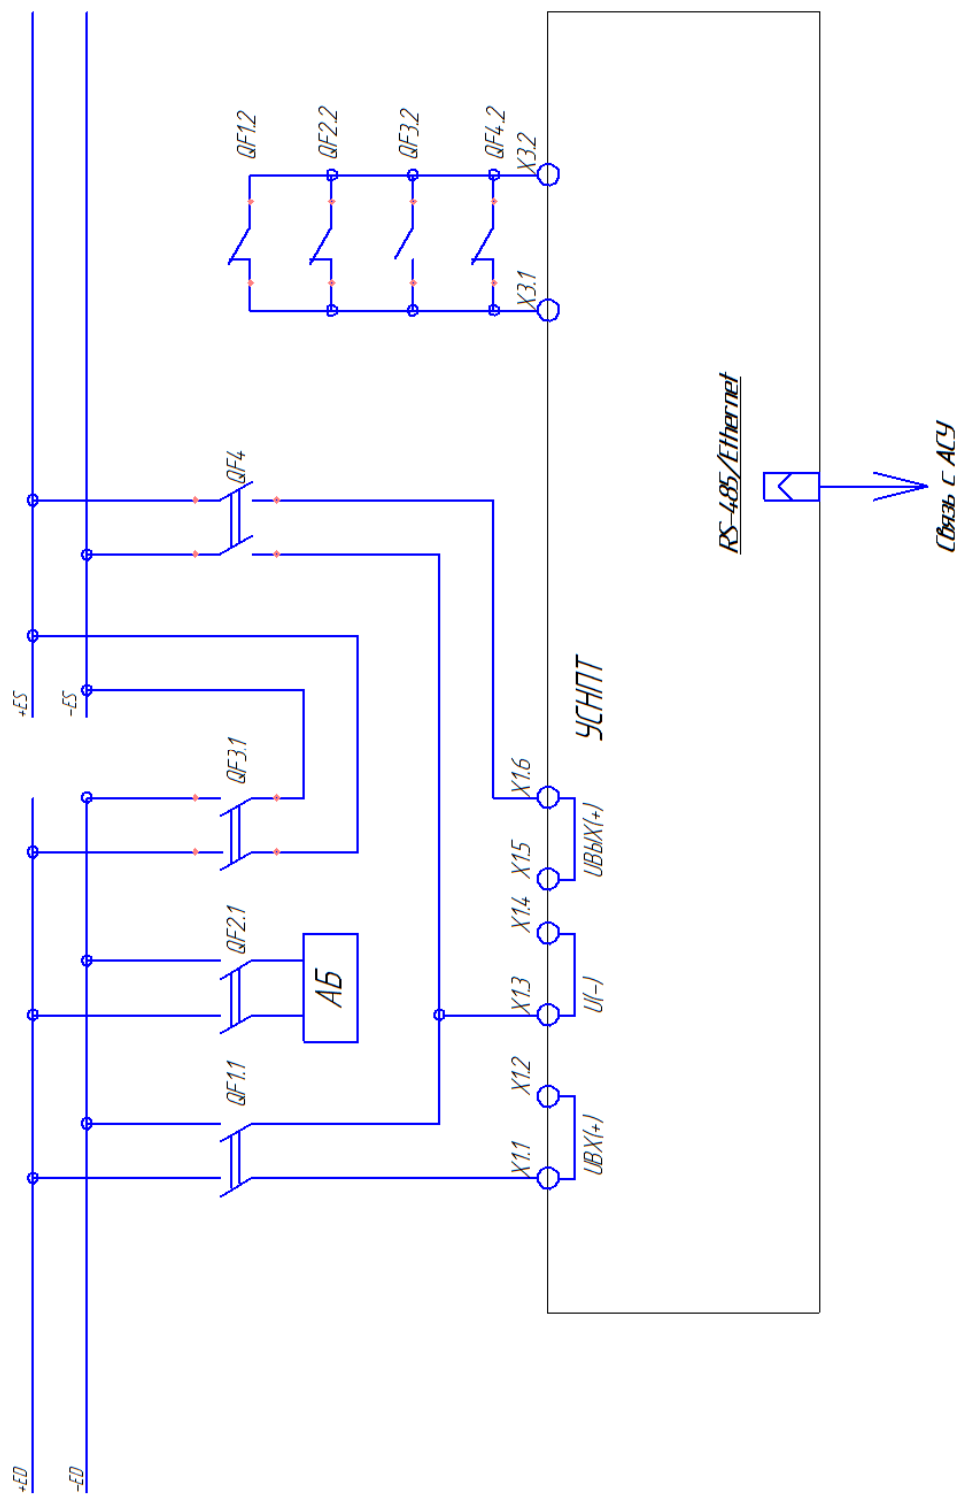 +ED
+ES
-ED
-ES
QF1.1
QF2.1
QF3.1
QF4
QF1.2
QF2.2
QF3.2
QF4.2
АБ
X1.1
X1.2
X1.3
X1.4
X1.5
X1.6
X3.1
X3.2
UВХ(+)
U(-)
UВЫХ(+)
УСНПТ
RS-485/Ethernet
Связь С АСУ